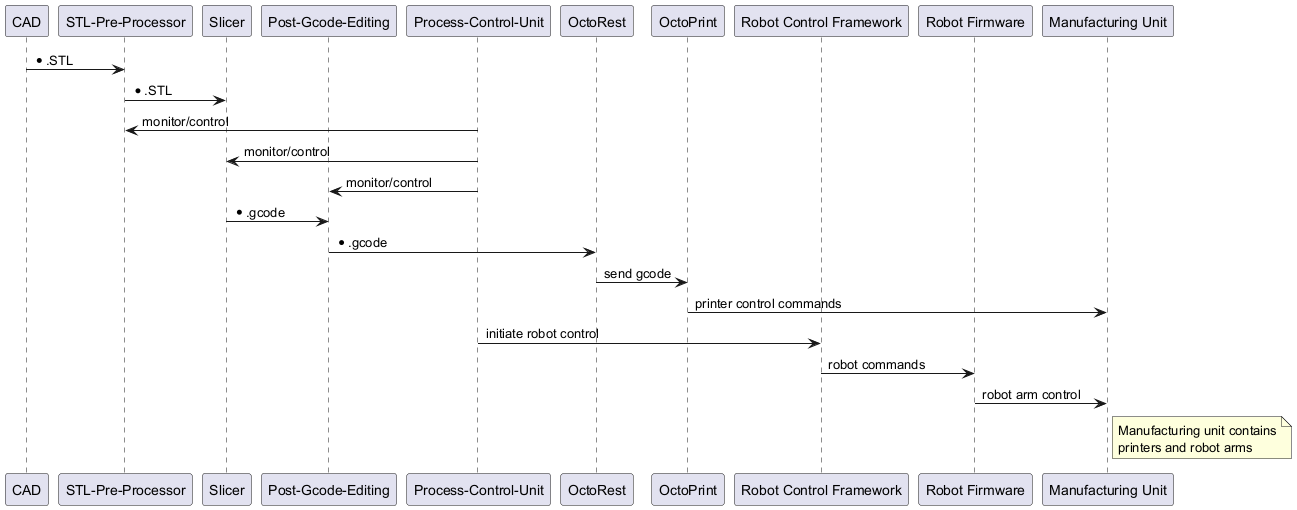 CAD STL-Pre-Processor Slicer Post-Gcode-Editing Process-Control-Unit OctoRest OctoPrint Robot Control Framework Robot Firmware Manufacturing Unit
*.STL
*.STL
monitor/control
monitor/control
monitor/control
*.gcode
*.gcode
send gcode
printer control commands
initiate robot control
robot commands
robot arm control
Manufacturing unit contains
printers and robot arms
CAD STL-Pre-Processor Slicer Post-Gcode-Editing Process-Control-Unit OctoRest OctoPrint Robot Control Framework Robot Firmware Manufacturing Unit